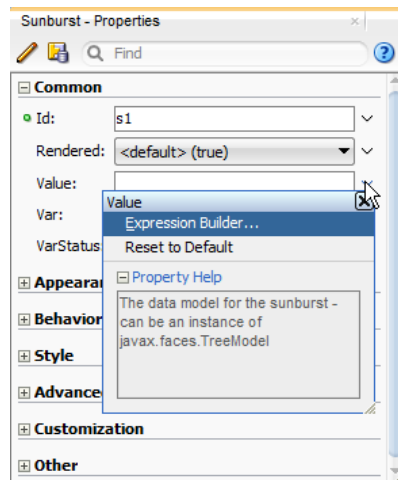 Sunburst - Properties
Find
Common
Id: s1
Rendered: <default> (true)
Value:
Value
Var:
Expression Builder...
VarStatus
Reset to Default
Appearan
Property Help
The data model for the sunburst -
Behavior
can be an instance of
javax.faces.TreeModel
Style
Advanced
Customization
Other